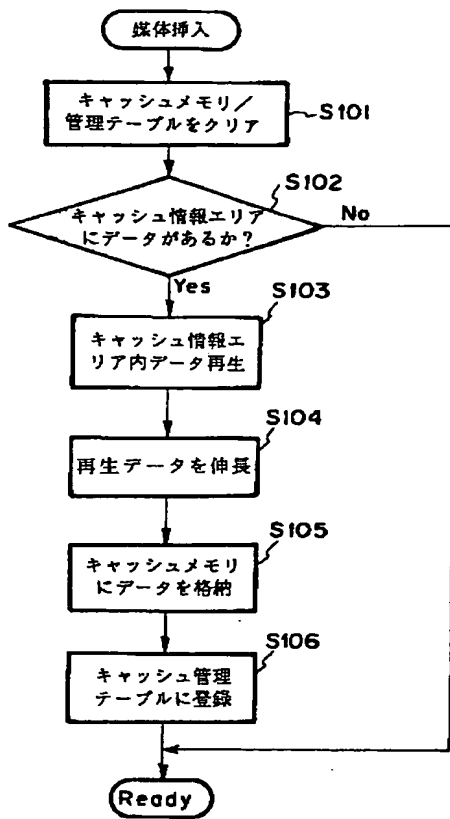 媒体挿入
キャッシュメモリ／
管理テーブルをクリア
S101
S102
キャッシュ情報エリア
にデータがあるか？
No
Yes
S103
キャッシュ情報エ
リア内データ再生
S104
再生データを伸長
S105
キャッシュメモリ
にデータを格納
S106
キャッシュ管理
テーブルに登録
Ready